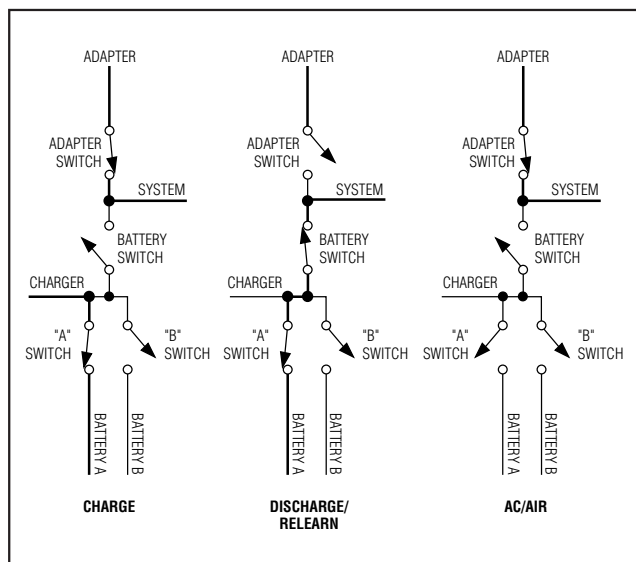 ADAPTER
ADAPTER
SWITCH
SYSTEM
BATTERY
SWITCH
CHARGER
"A"
SWITCH
"B"
SWITCH
BATTERY A
BATTERY B
CHARGE
ADAPTER
ADAPTER
SWITCH
SYSTEM
BATTERY
SWITCH
CHARGER
"A"
SWITCH
"B"
SWITCH
BATTERY A
BATTERY B
DISCHARGE/
RELEARN
ADAPTER
ADAPTER
SWITCH
SYSTEM
BATTERY
SWITCH
CHARGER
"A"
SWITCH
"B"
SWITCH
BATTERY A
BATTERY B
AC/AIR